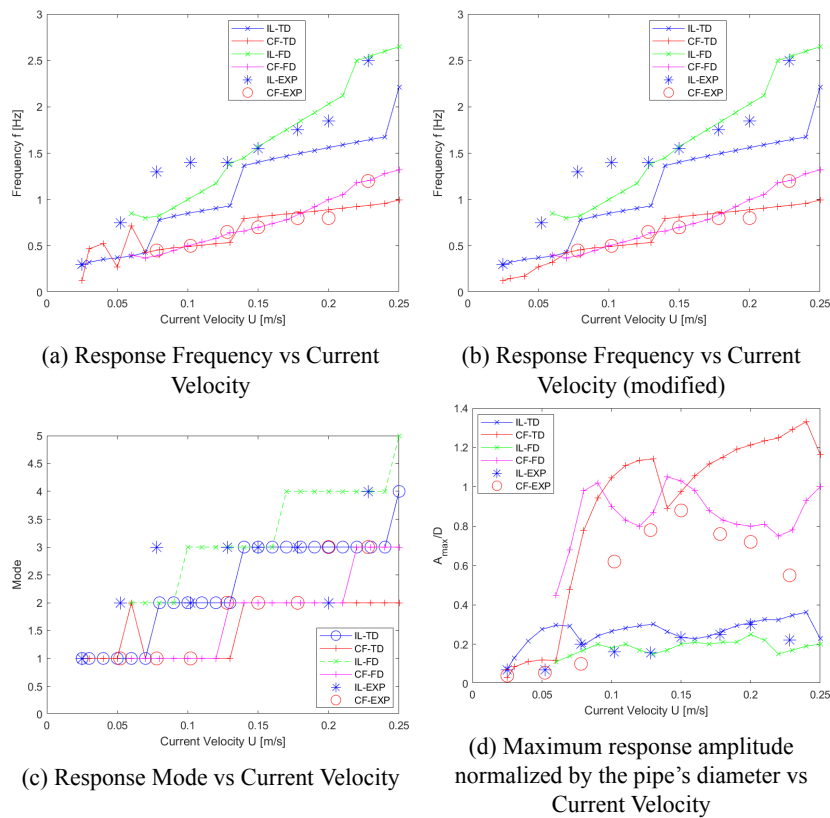 3
2.5
2
1.5
1
0.5
0
Frequency f [Hz]
IL-TD
CF-TD
IL-FD
CF-FD
IL-EXP
CF-EXP
0 0.05 0.1 0.15 0.2 0.25
Current Velocity U [m/s]
(a) Response Frequency vs Current
Velocity
3
2.5
2
1.5
1
0.5
0
Frequency f [Hz]
IL-TD
CF-TD
IL-FD
CF-FD
IL-EXP
CF-EXP
0 0.05 0.1 0.15 0.2 0.25
Current Velocity U [m/s]
(b) Response Frequency vs Current
Velocity (modified)
5
4.5
4
3.5
3
2.5
2
1.5
1
0.5
0
Mode
IL-TD
CF-TD
IL-FD
CF-FD
IL-EXP
CF-EXP
0 0.05 0.1 0.15 0.2 0.25
Current Velocity U [m/s]
(c) Response Mode vs Current Velocity
1.4
1.2
1
0.8
0.6
0.4
0.2
0
A_max/D
IL-TD
CF-TD
IL-FD
CF-FD
IL-EXP
CF-EXP
0 0.05 0.1 0.15 0.2 0.25
Current Velocity U [m/s]
(d) Maximum response amplitude
normalized by the pipe's diameter vs
Current Velocity